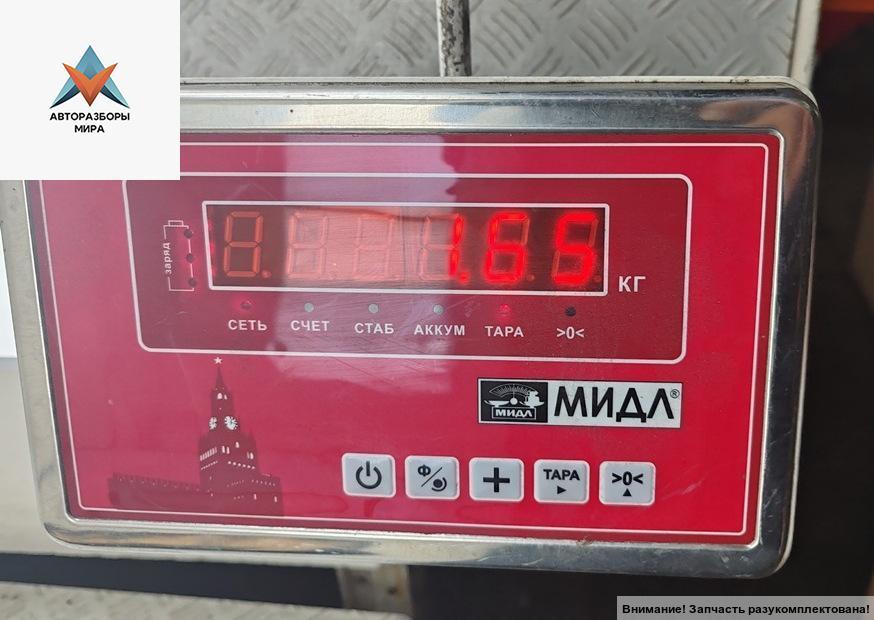 АВТОРАЗБОРЫ
МИРА
заряд
1.65
КГ
СЕТЬ СЧЕТ СТАБ АККУМ ТАРА >0<
МИДЛ МИДЛ®
Ф/ + ТАРА >0<
Внимание! Запчасть разукомплектована!